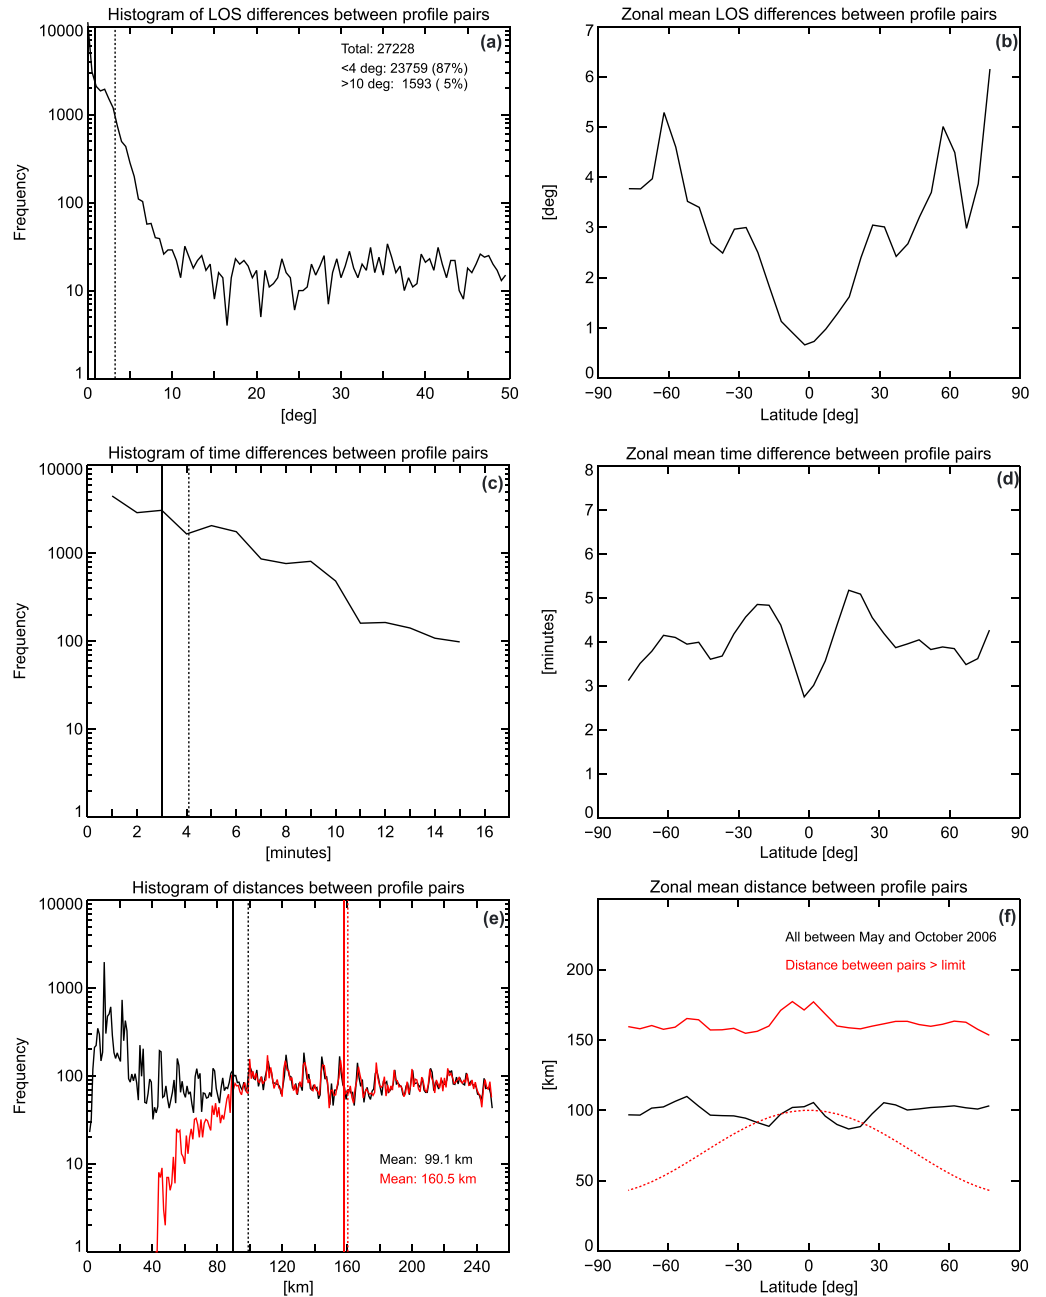 Histogram of LOS differences between profile pairs
(a)
Total: 27228
<4 deg: 23759 (87%)
>10 deg: 1593 ( 5%)
10000
1000
100
10
1
Frequency
0 10 20 30 40 50
[deg]
Zonal mean LOS differences between profile pairs
(b)
7
6
5
4
3
2
1
0
[deg]
−90 −60 −30 0 30 60 90
Latitude [deg]
Histogram of time differences between profile pairs
(c)
10000
1000
100
10
1
Frequency
0 2 4 6 8 10 12 14 16
[minutes]
Zonal mean time difference between profile pairs
(d)
8
7
6
5
4
3
2
1
0
[minutes]
−90 −60 −30 0 30 60 90
Latitude [deg]
Histogram of distances between profile pairs
(e)
10000
1000
100
10
1
Frequency
Mean: 99.1 km
Mean: 160.5 km
0 40 80 120 160 200 240
[km]
Zonal mean distance between profile pairs
(f)
All between May and October 2006
Distance between pairs > limit
200
150
100
50
0
[km]
−90 −60 −30 0 30 60 90
Latitude [deg]